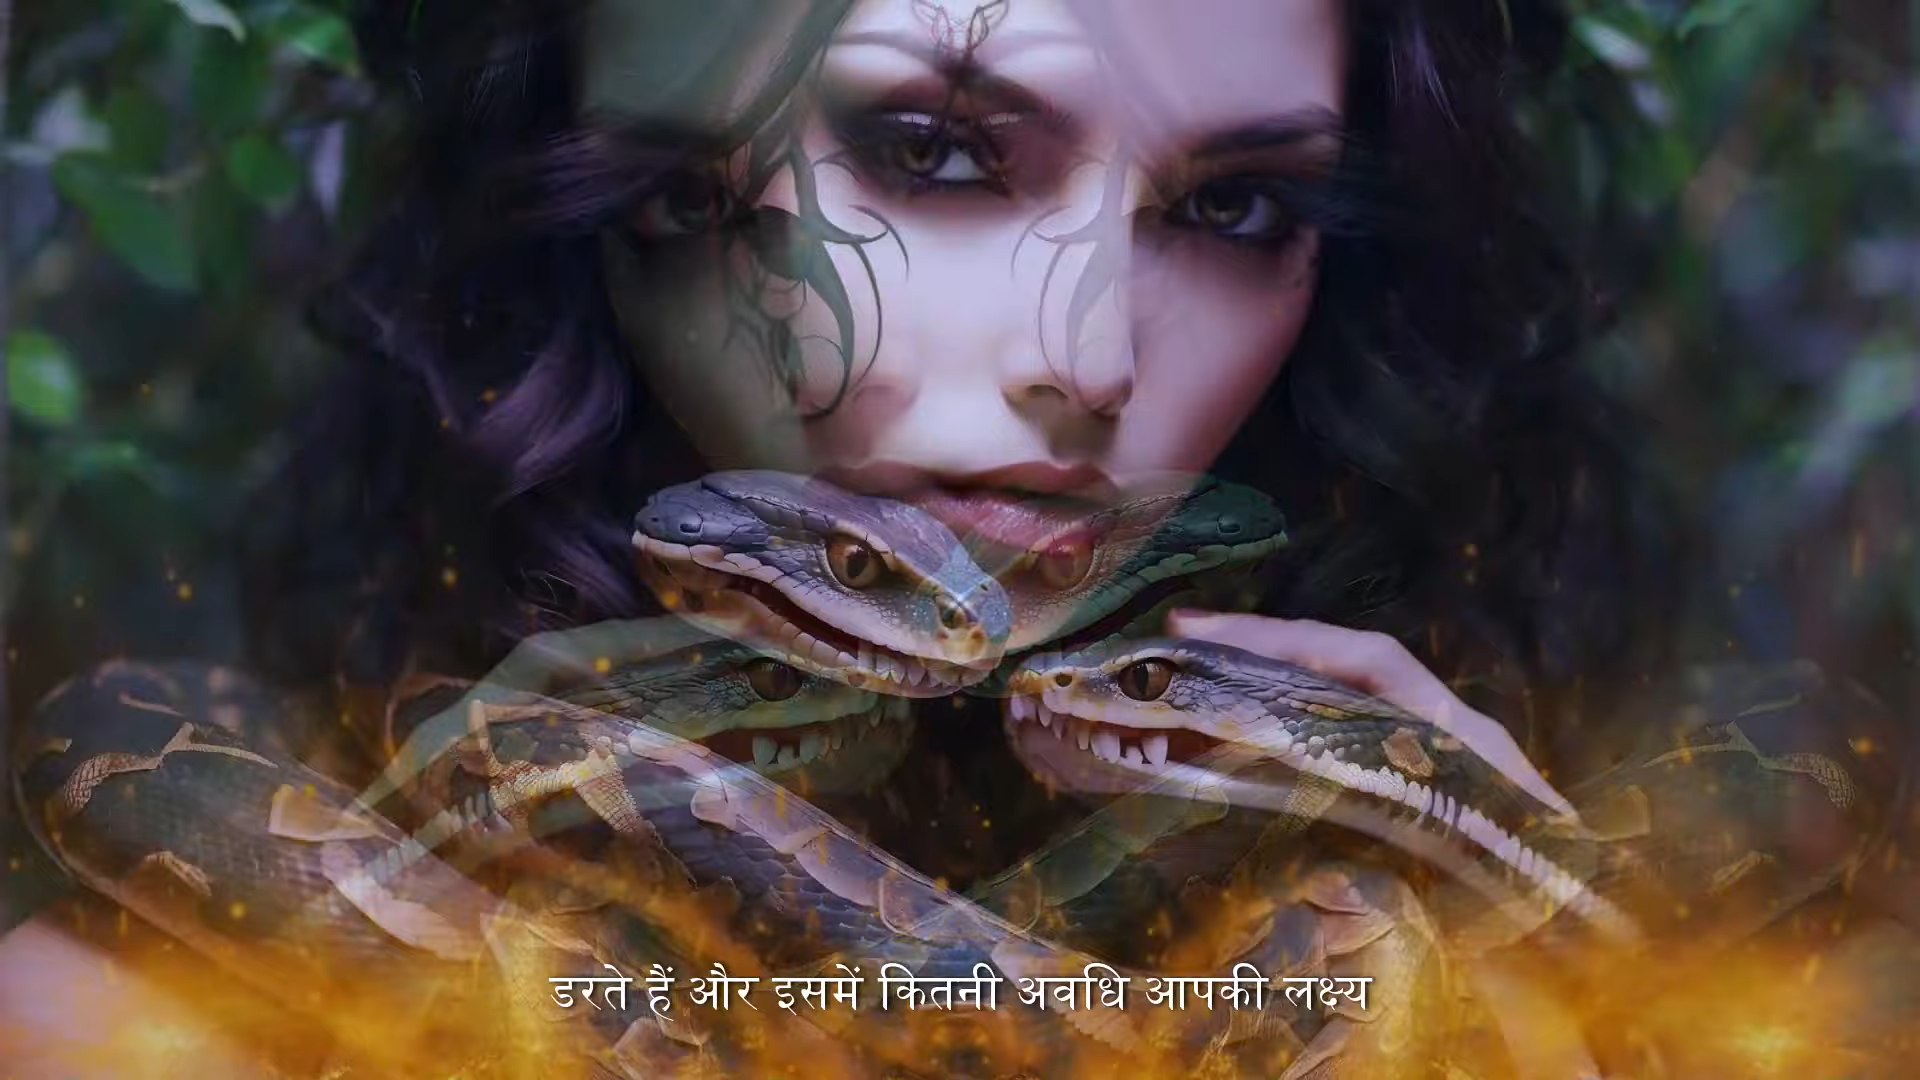 डरते हैं और इसमें कितनी अवधि आपकी लक्ष्य